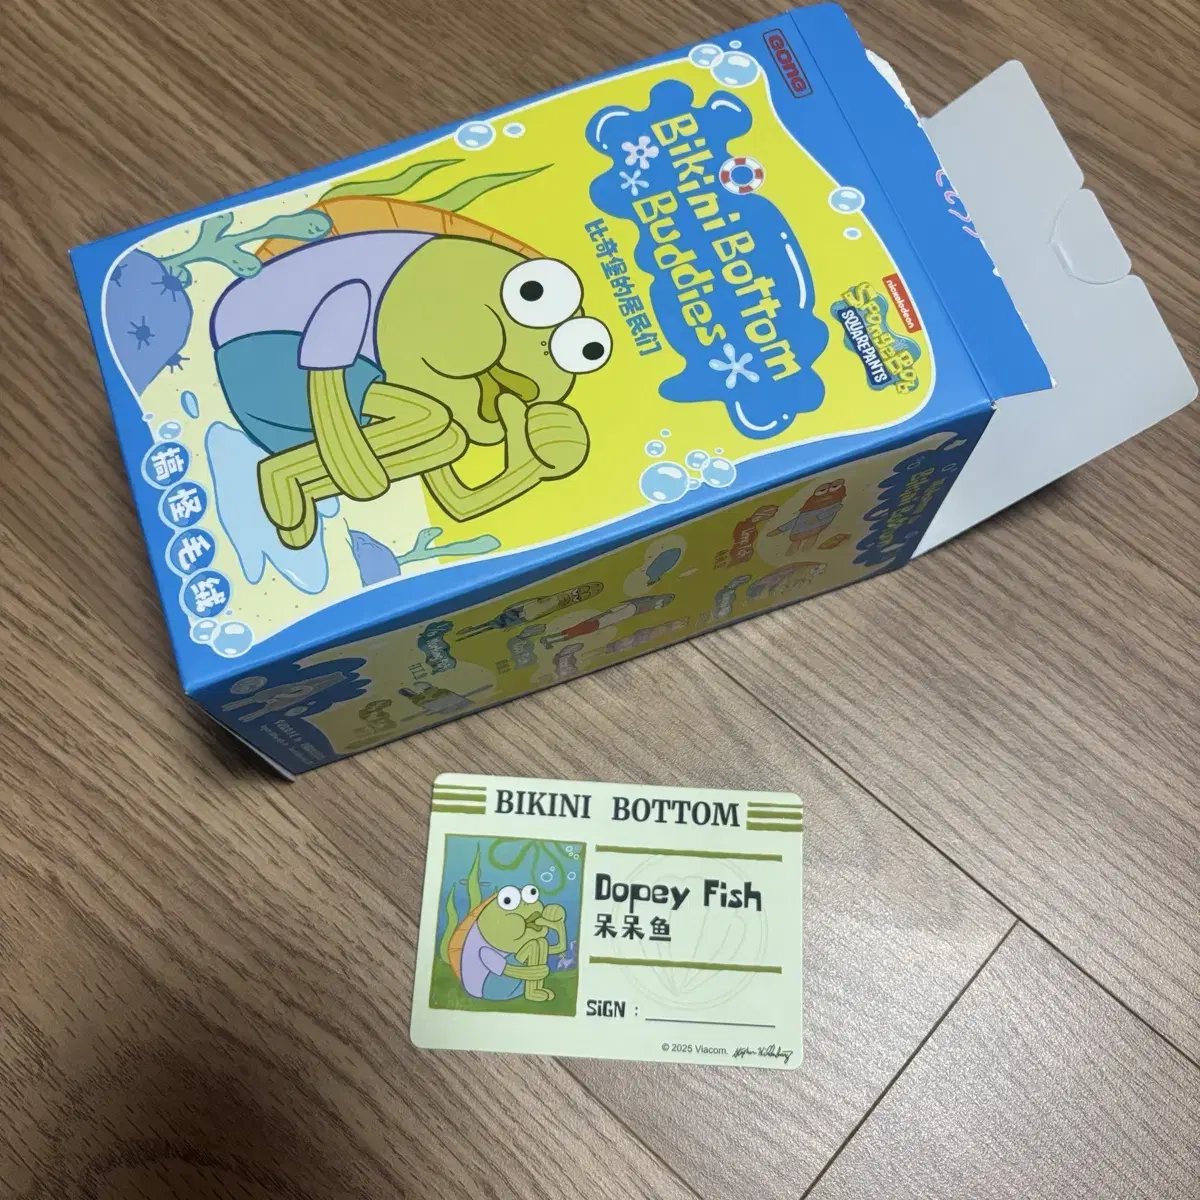 GONG
Bikini Bottom
Buddies
比奇堡的居民们
nickelodeon
SPONGEBOB
SQUAREPANTS
搞怪毛绒
BIKINI BOTTOM
Dopey Fish
呆呆鱼
SiGN :
© 2025 Viacom.